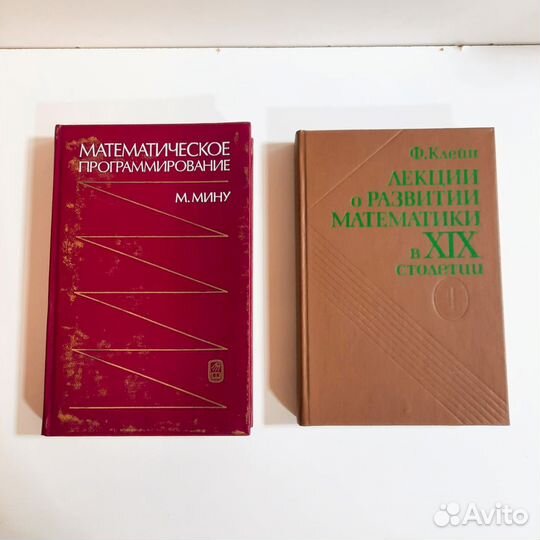 МАТЕМАТИЧЕСКОЕ
ПРОГРАММИРОВАНИЕ
М. МИНУ
Ф. Клейн
ЛЕКЦИИ
о РАЗВИТИИ
МАТЕМАТИКИ
в XIX
столетии
I
Avito